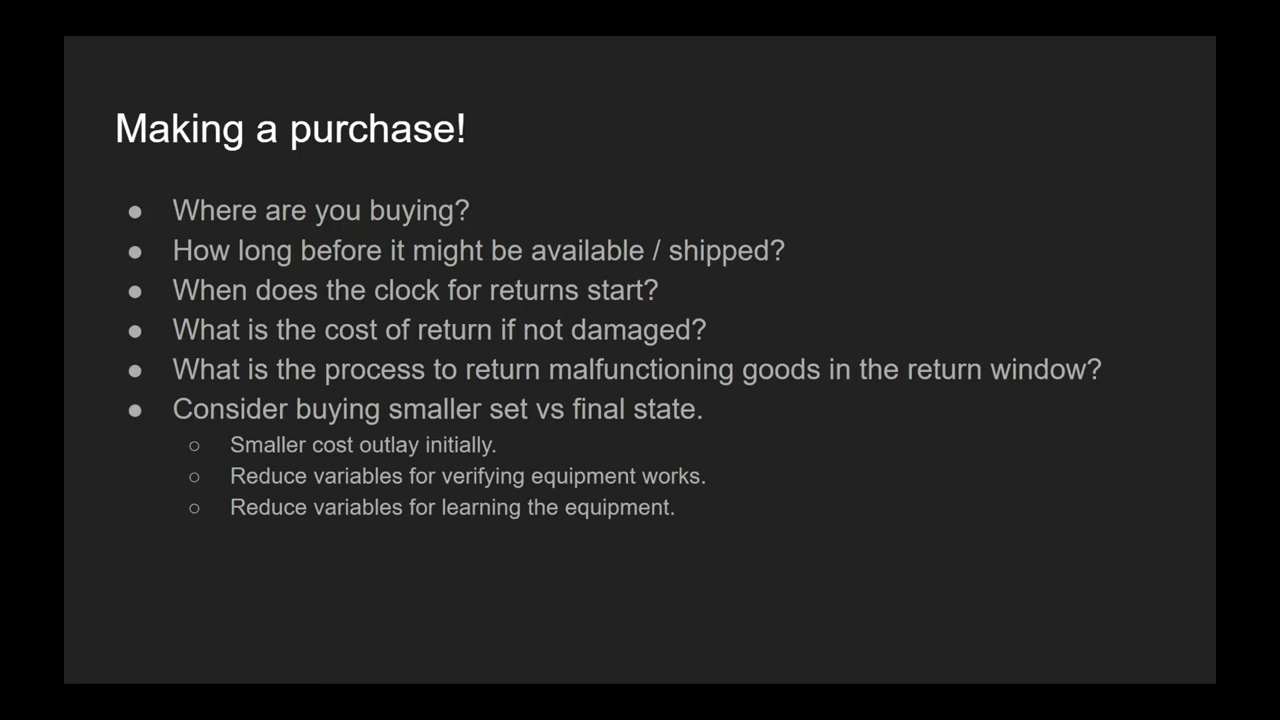 Making a purchase!
● Where are you buying?
● How long before it might be available / shipped?
● When does the clock for returns start?
● What is the cost of return if not damaged?
● What is the process to return malfunctioning goods in the return window?
● Consider buying smaller set vs final state.
○ Smaller cost outlay initially.
○ Reduce variables for verifying equipment works.
○ Reduce variables for learning the equipment.